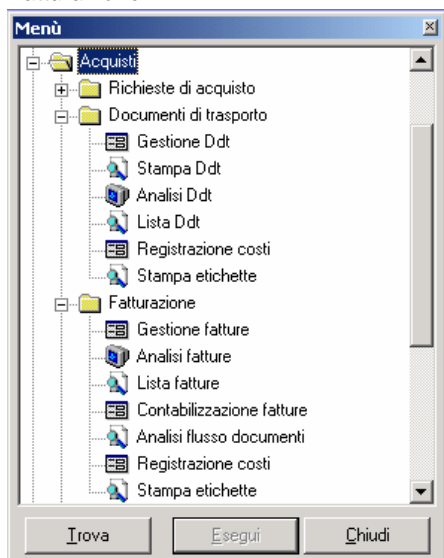 Menù
Acquisti
Richieste di acquisto
Documenti di trasporto
Gestione Ddt
Stampa Ddt
Analisi Ddt
Lista Ddt
Registrazione costi
Stampa etichette
Fatturazione
Gestione fatture
Analisi fatture
Lista fatture
Contabilizzazione fatture
Analisi flusso documenti
Registrazione costi
Stampa etichette
Trova Esegui Chiudi